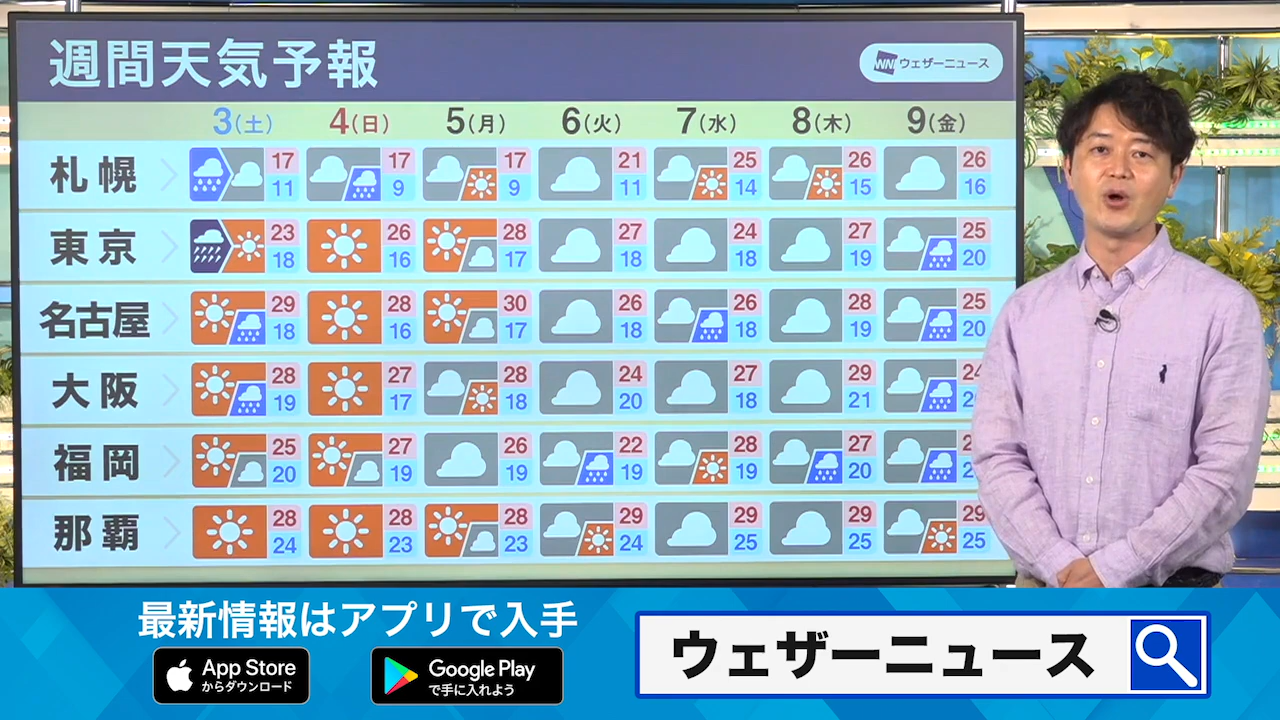 週間天気予報
WNI ウェザーニュース
3(土) 4(日) 5(月) 6(火) 7(水) 8(木) 9(金)
札幌 17 11 17 9 17 9 21 11 25 14 26 15 26 16
東京 23 18 26 16 28 17 27 18 24 18 27 19 25 20
名古屋 29 18 28 16 30 17 26 18 26 18 28 19 25 20
大阪 28 19 27 17 28 18 24 20 27 18 29 21 24
福岡 25 20 27 19 26 19 22 19 28 19 27 20
那覇 28 24 28 23 28 23 29 24 29 25 29 25 29 25
最新情報はアプリで入手
App Store
からダウンロード
Google Play
で手に入れよう
ウェザーニュース